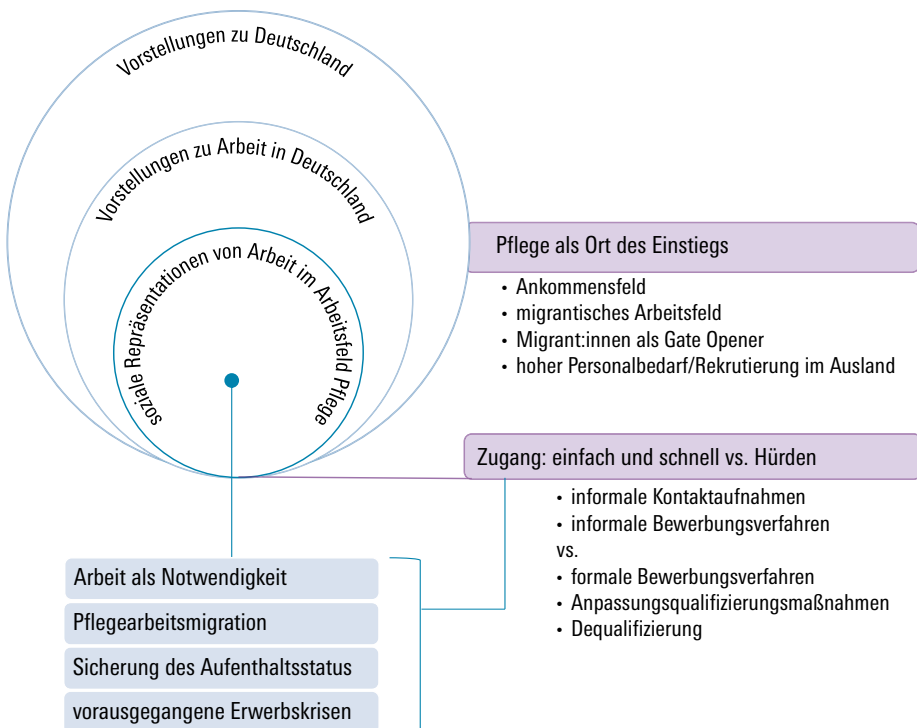 Vorstellungen zu Deutschland
Vorstellungen zu Arbeit in Deutschland
soziale Repräsentationen von Arbeit im Arbeitsfeld Pflege
Pflege als Ort des Einstiegs
• Ankommensfeld
• migrantisches Arbeitsfeld
• Migrant:innen als Gate Opener
• hoher Personalbedarf/Rekrutierung im Ausland
Zugang: einfach und schnell vs. Hürden
• informale Kontaktaufnahmen
• informale Bewerbungsverfahren
vs.
• formale Bewerbungsverfahren
• Anpassungsqualifizierungsmaßnahmen
• Dequalifizierung
Arbeit als Notwendigkeit
Pflegearbeitsmigration
Sicherung des Aufenthaltsstatus
vorausgegangene Erwerbskrisen